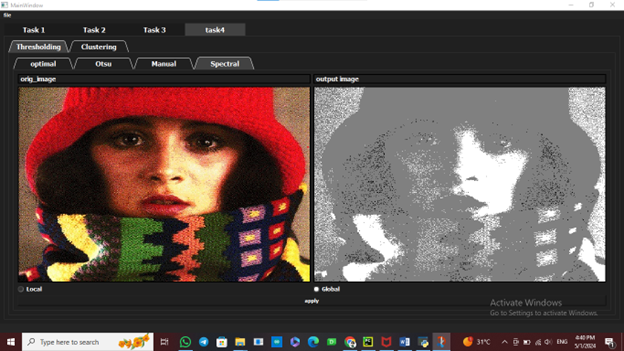 MainWindow
file
Task 1 Task 2 Task 3 task4
Thresholding Clustering
optimal Otsu Manual Spectral
orig_image output image
Local Global
apply
Activate Windows
Go to Settings to activate Windows.
Type here to search 31°C ENG 4:40 PM
5/1/2024